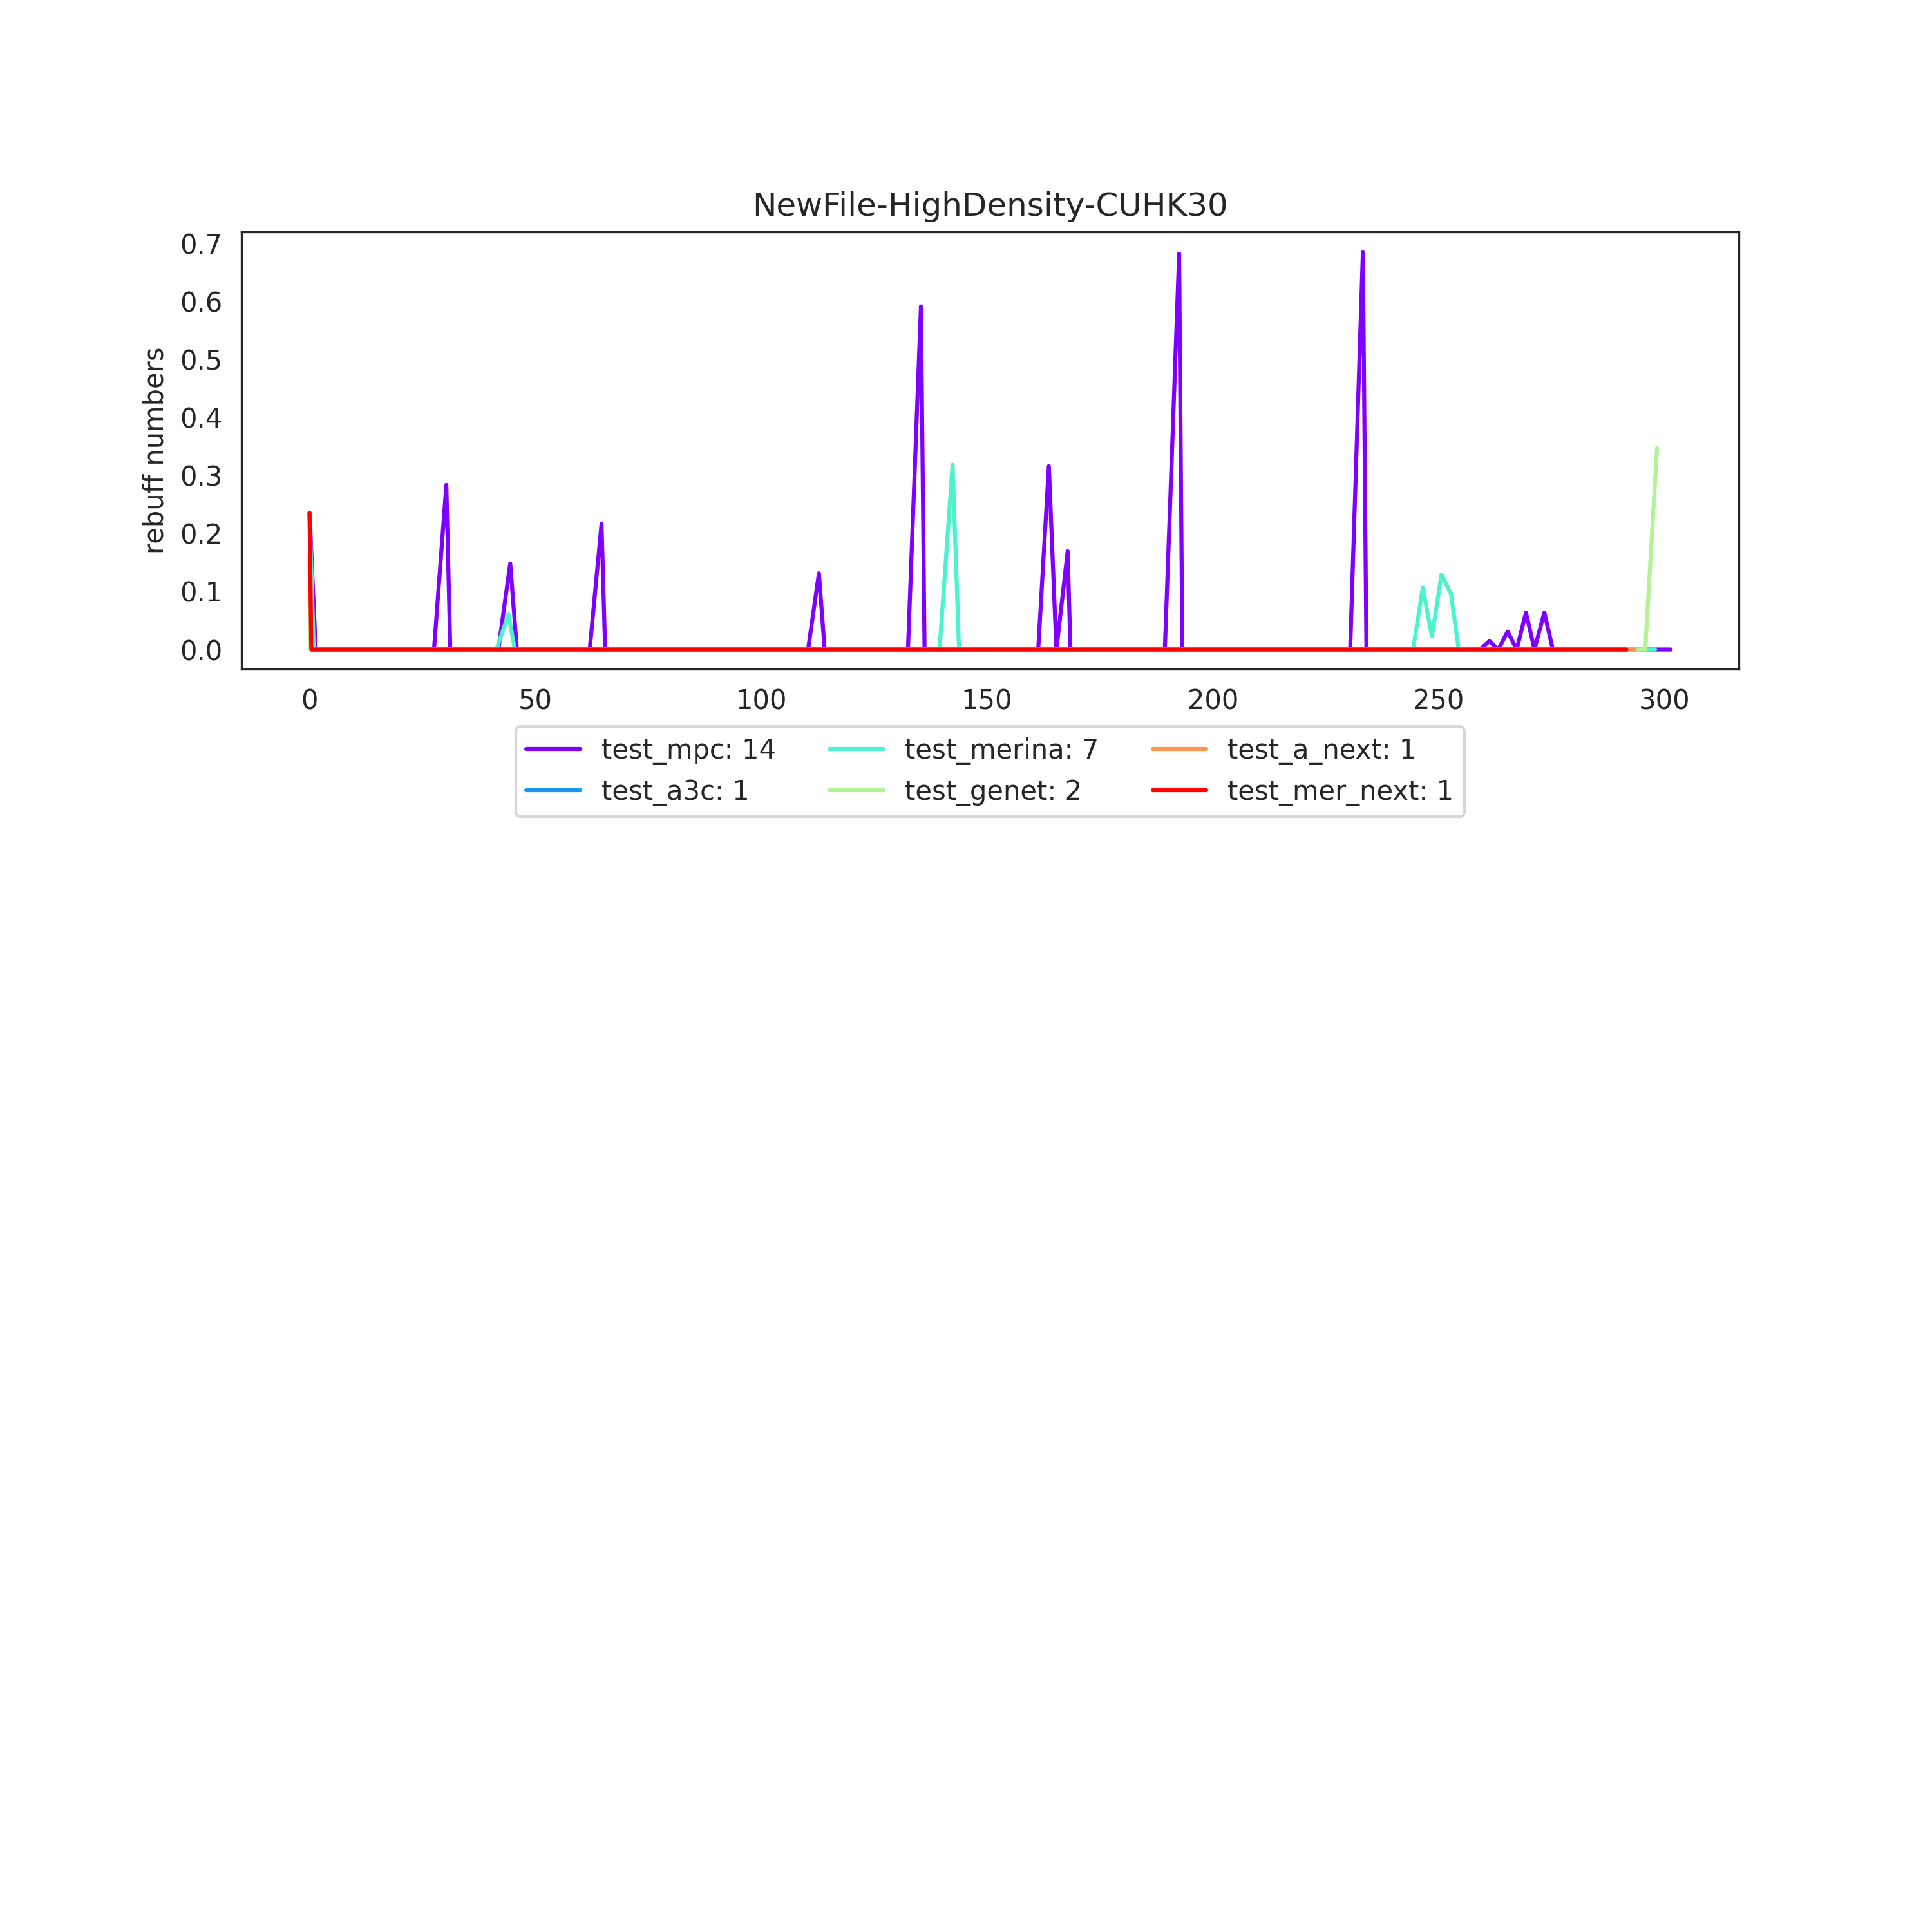 NewFile-HighDensity-CUHK30
0.7
0.6
0.5
0.4
0.3
0.2
0.1
0.0
rebuff numbers
0 50 100 150 200 250 300
test_mpc: 14 test_merina: 7 test_a_next: 1
test_a3c: 1 test_genet: 2 test_mer_next: 1